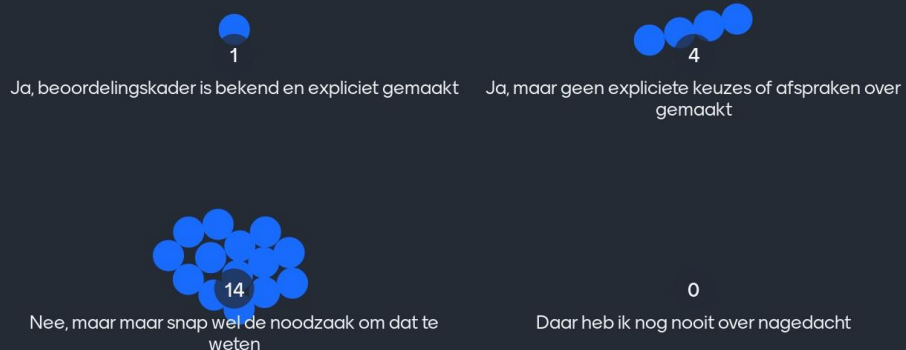 1
Ja, beoordelingskader is bekend en expliciet gemaakt
4
Ja, maar geen expliciete keuzes of afspraken over
gemaakt
14
Nee, maar maar snap wel de noodzaak om dat te
weten
0
Daar heb ik nog nooit over nagedacht